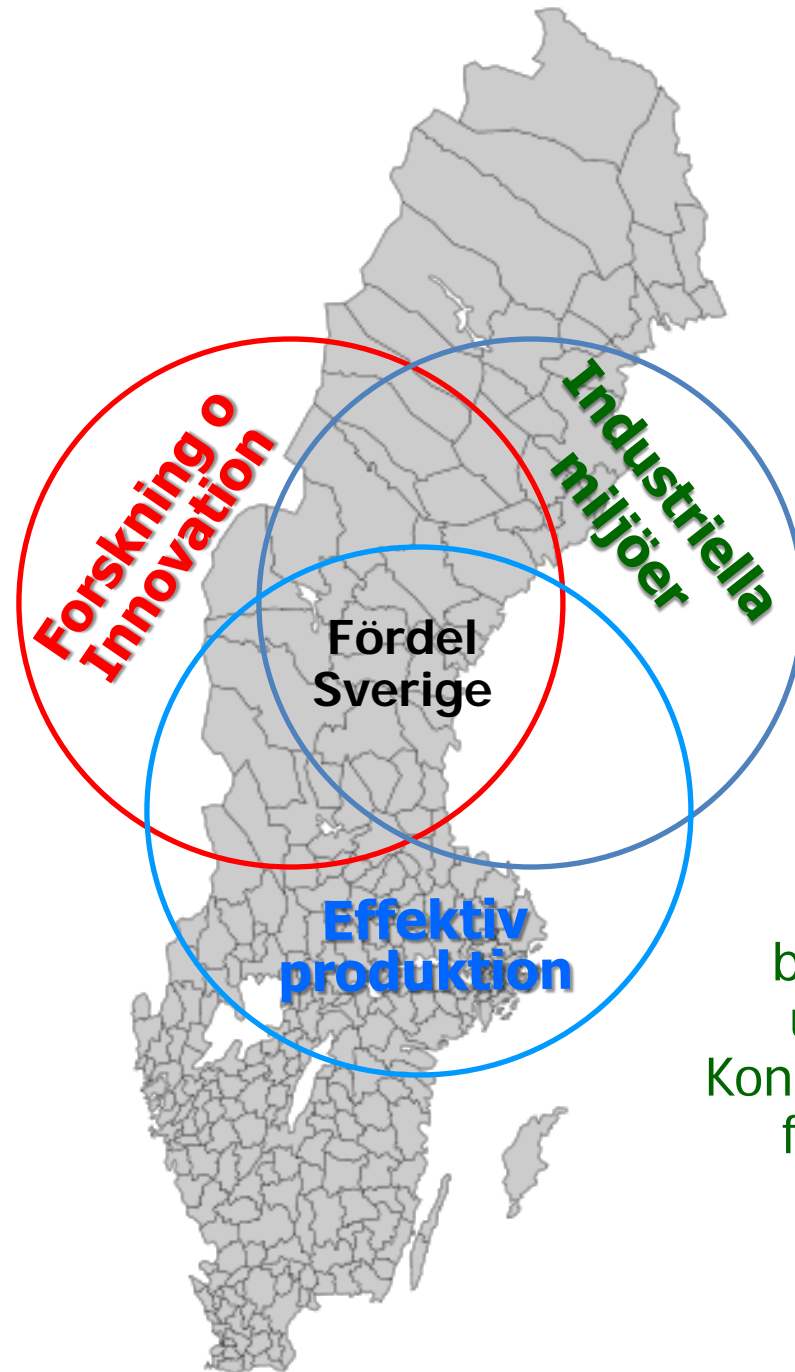 Forskning o
Innovation
Industriella
miljöer
Fördel
Sverige
Effektiv
produktion